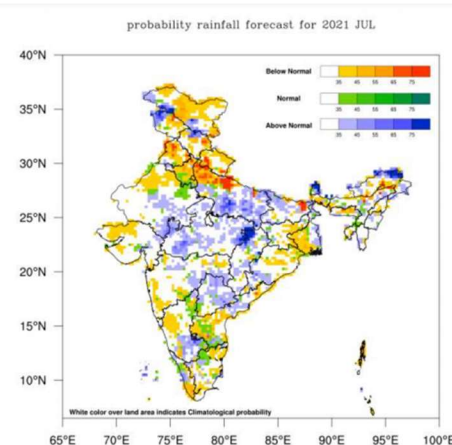 probability rainfall forecast for 2021 JUL
40°N
Below Normal
35 45 55 65 75
Normal
35 45 55 65 75
35°N
Above Normal
35 45 55 65 75
30°N
25°N
20°N
15°N
10°N
White color over land area indicates Climatological probability
65°E 70°E 75°E 80°E 85°E 90°E 95°E 100°E